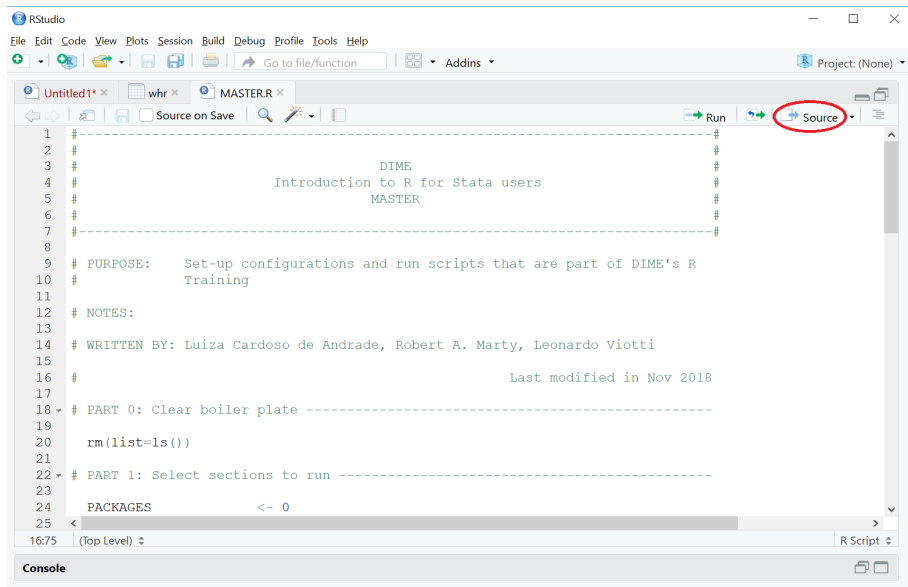 RStudio
File Edit Code View Plots Session Build Debug Profile Tools Help
Go to file/function Addins Project: (None)
Untitled1* whr MASTER.R
Source on Save Run Source
1 #------------------------------------------------------------------------------#
2 # #
3 # DIME #
4 # Introduction to R for Stata users #
5 # MASTER #
6 # #
7 #------------------------------------------------------------------------------#
8
9 # PURPOSE: Set-up configurations and run scripts that are part of DIME's R
10 # Training
11
12 # NOTES:
13
14 # WRITTEN BY: Luiza Cardoso de Andrade, Robert A. Marty, Leonardo Viotti
15
16 # Last modified in Nov 2018
17
18 # PART 0: Clear boiler plate --------------------------------------------------
19
20 rm(list=ls())
21
22 # PART 1: Select sections to run ----------------------------------------------
23
24 PACKAGES <- 0
25
16:75 (Top Level) R Script
Console